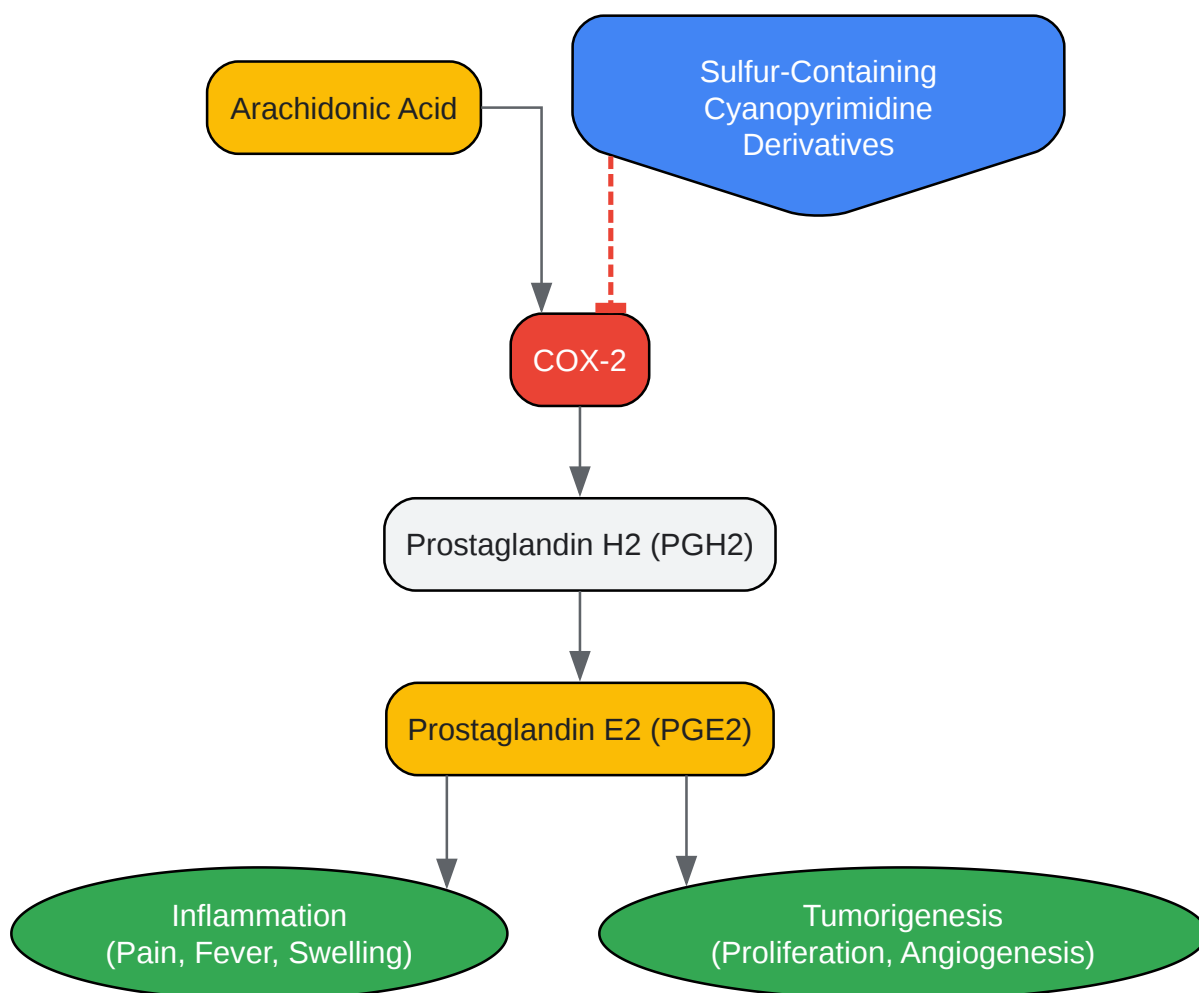 Arachidonic Acid
Sulfur-Containing
Cyanopyrimidine
Derivatives
COX-2
Prostaglandin H2 (PGH2)
Prostaglandin E2 (PGE2)
Inflammation
(Pain, Fever, Swelling)
Tumorigenesis
(Proliferation, Angiogenesis)